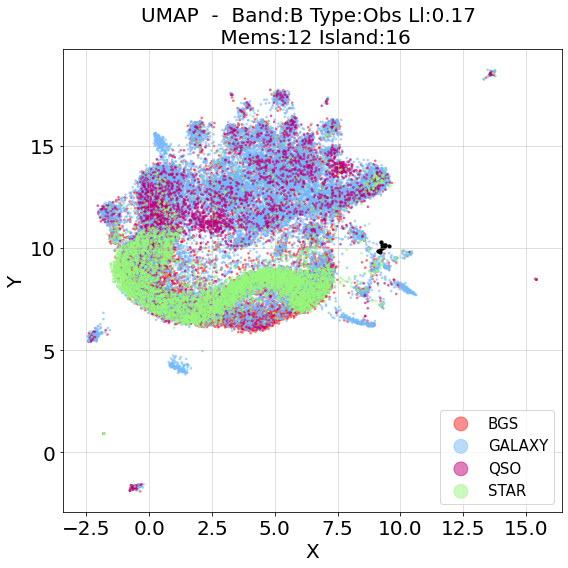 UMAP  -  Band:B Type:Obs Ll:0.17
Mems:12 Island:16
Y
15
10
5
0
−2.5 0.0 2.5 5.0 7.5 10.0 12.5 15.0
X
BGS
GALAXY
QSO
STAR